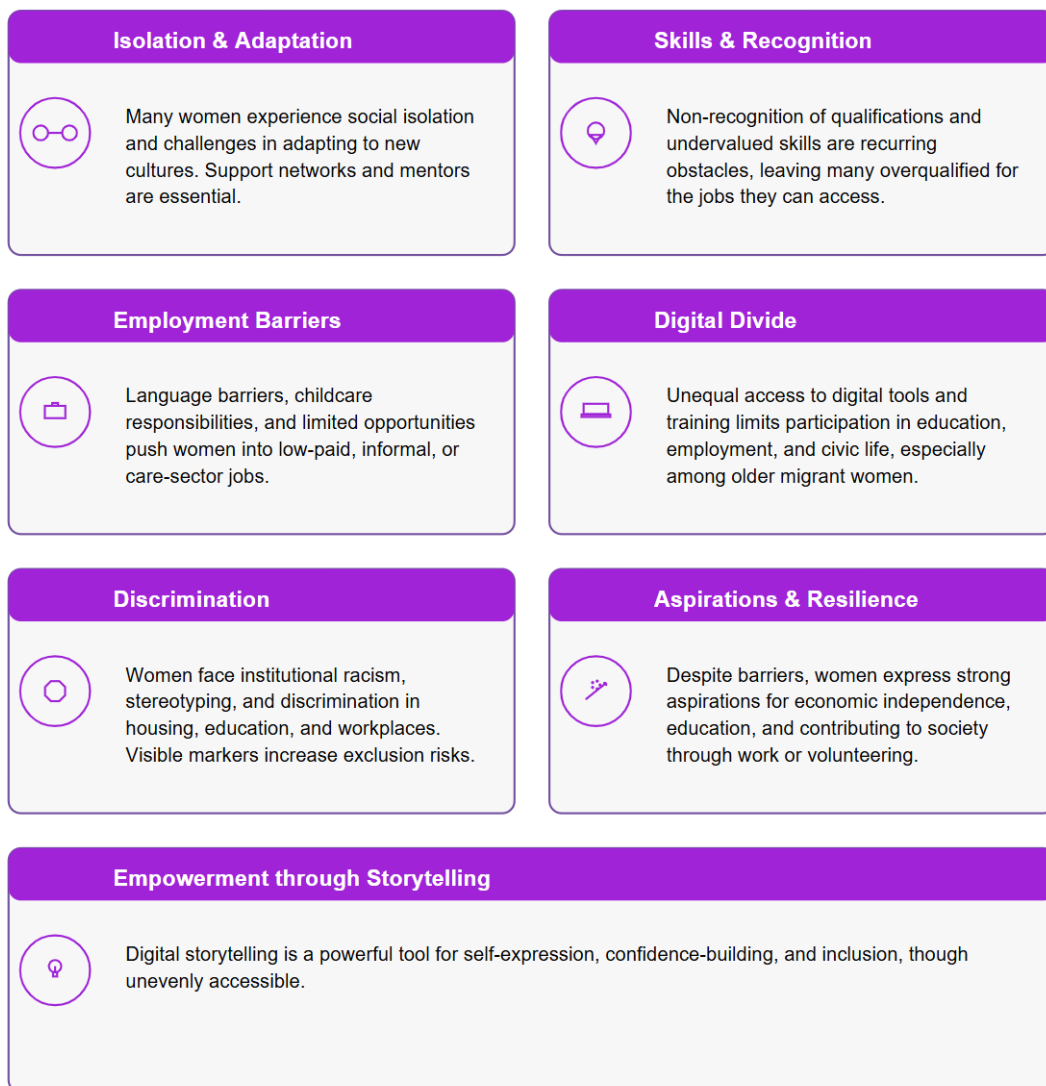 Isolation & Adaptation
Many women experience social isolation
and challenges in adapting to new
cultures. Support networks and mentors
are essential.
Skills & Recognition
Non-recognition of qualifications and
undervalued skills are recurring
obstacles, leaving many overqualified for
the jobs they can access.
Employment Barriers
Language barriers, childcare
responsibilities, and limited opportunities
push women into low-paid, informal, or
care-sector jobs.
Digital Divide
Unequal access to digital tools and
training limits participation in education,
employment, and civic life, especially
among older migrant women.
Discrimination
Women face institutional racism,
stereotyping, and discrimination in
housing, education, and workplaces.
Visible markers increase exclusion risks.
Aspirations & Resilience
Despite barriers, women express strong
aspirations for economic independence,
education, and contributing to society
through work or volunteering.
Empowerment through Storytelling
Digital storytelling is a powerful tool for self-expression, confidence-building, and inclusion, though
unevenly accessible.